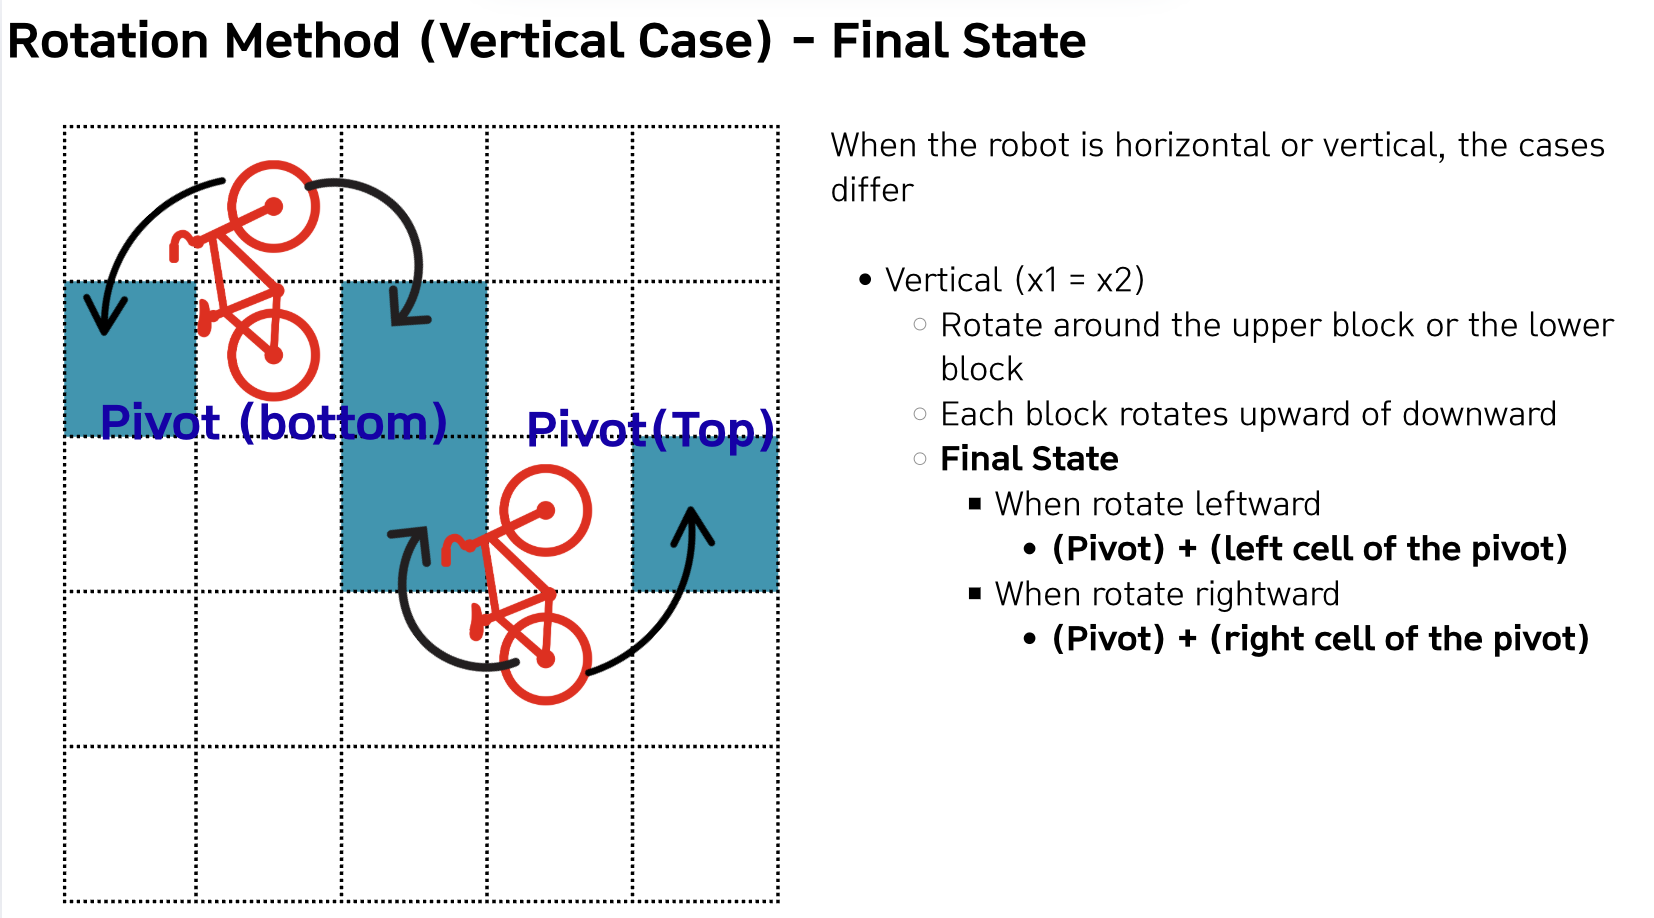 Rotation Method (Vertical Case) - Final State
When the robot is horizontal or vertical, the cases
differ
• Vertical (x1 = x2)
○ Rotate around the upper block or the lower
block
○ Each block rotates upward of downward
○ Final State
▪ When rotate leftward
• (Pivot) + (left cell of the pivot)
▪ When rotate rightward
• (Pivot) + (right cell of the pivot)
Pivot (bottom)
Pivot(Top)